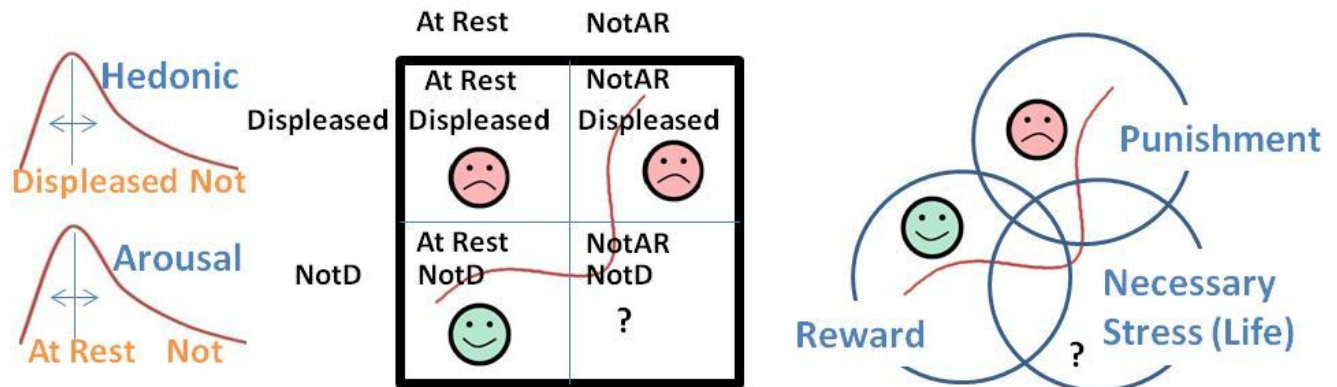 Hedonic
Displeased Not
Arousal
At Rest Not
At Rest NotAR
Displeased
NotD
At Rest
Displeased
NotAR
Displeased
At Rest
NotD
NotAR
NotD
?
Punishment
Reward
Necessary
Stress (Life)
?